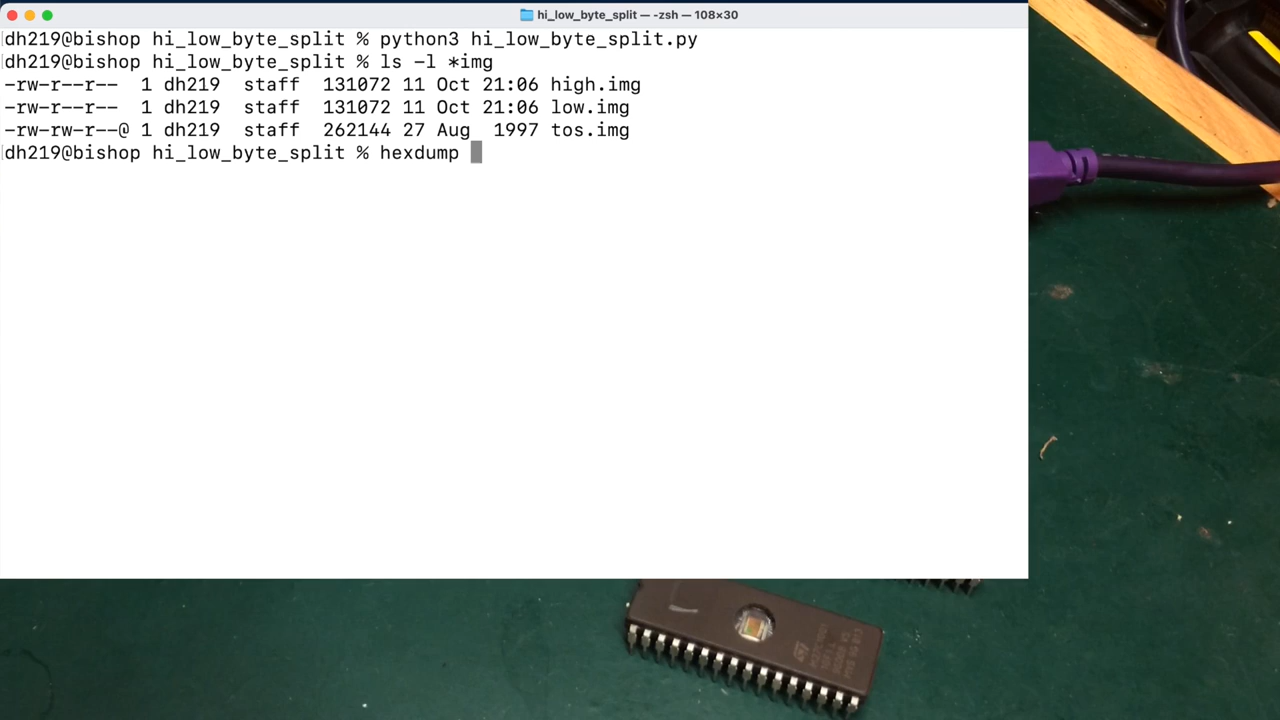 hi_low_byte_split — -zsh — 108×30
dh219@bishop hi_low_byte_split % python3 hi_low_byte_split.py
dh219@bishop hi_low_byte_split % ls -l *img
-rw-r--r-- 1 dh219 staff 131072 11 Oct 21:06 high.img
-rw-r--r-- 1 dh219 staff 131072 11 Oct 21:06 low.img
-rw-rw-r--@ 1 dh219 staff 262144 27 Aug 1997 tos.img
dh219@bishop hi_low_byte_split % hexdump